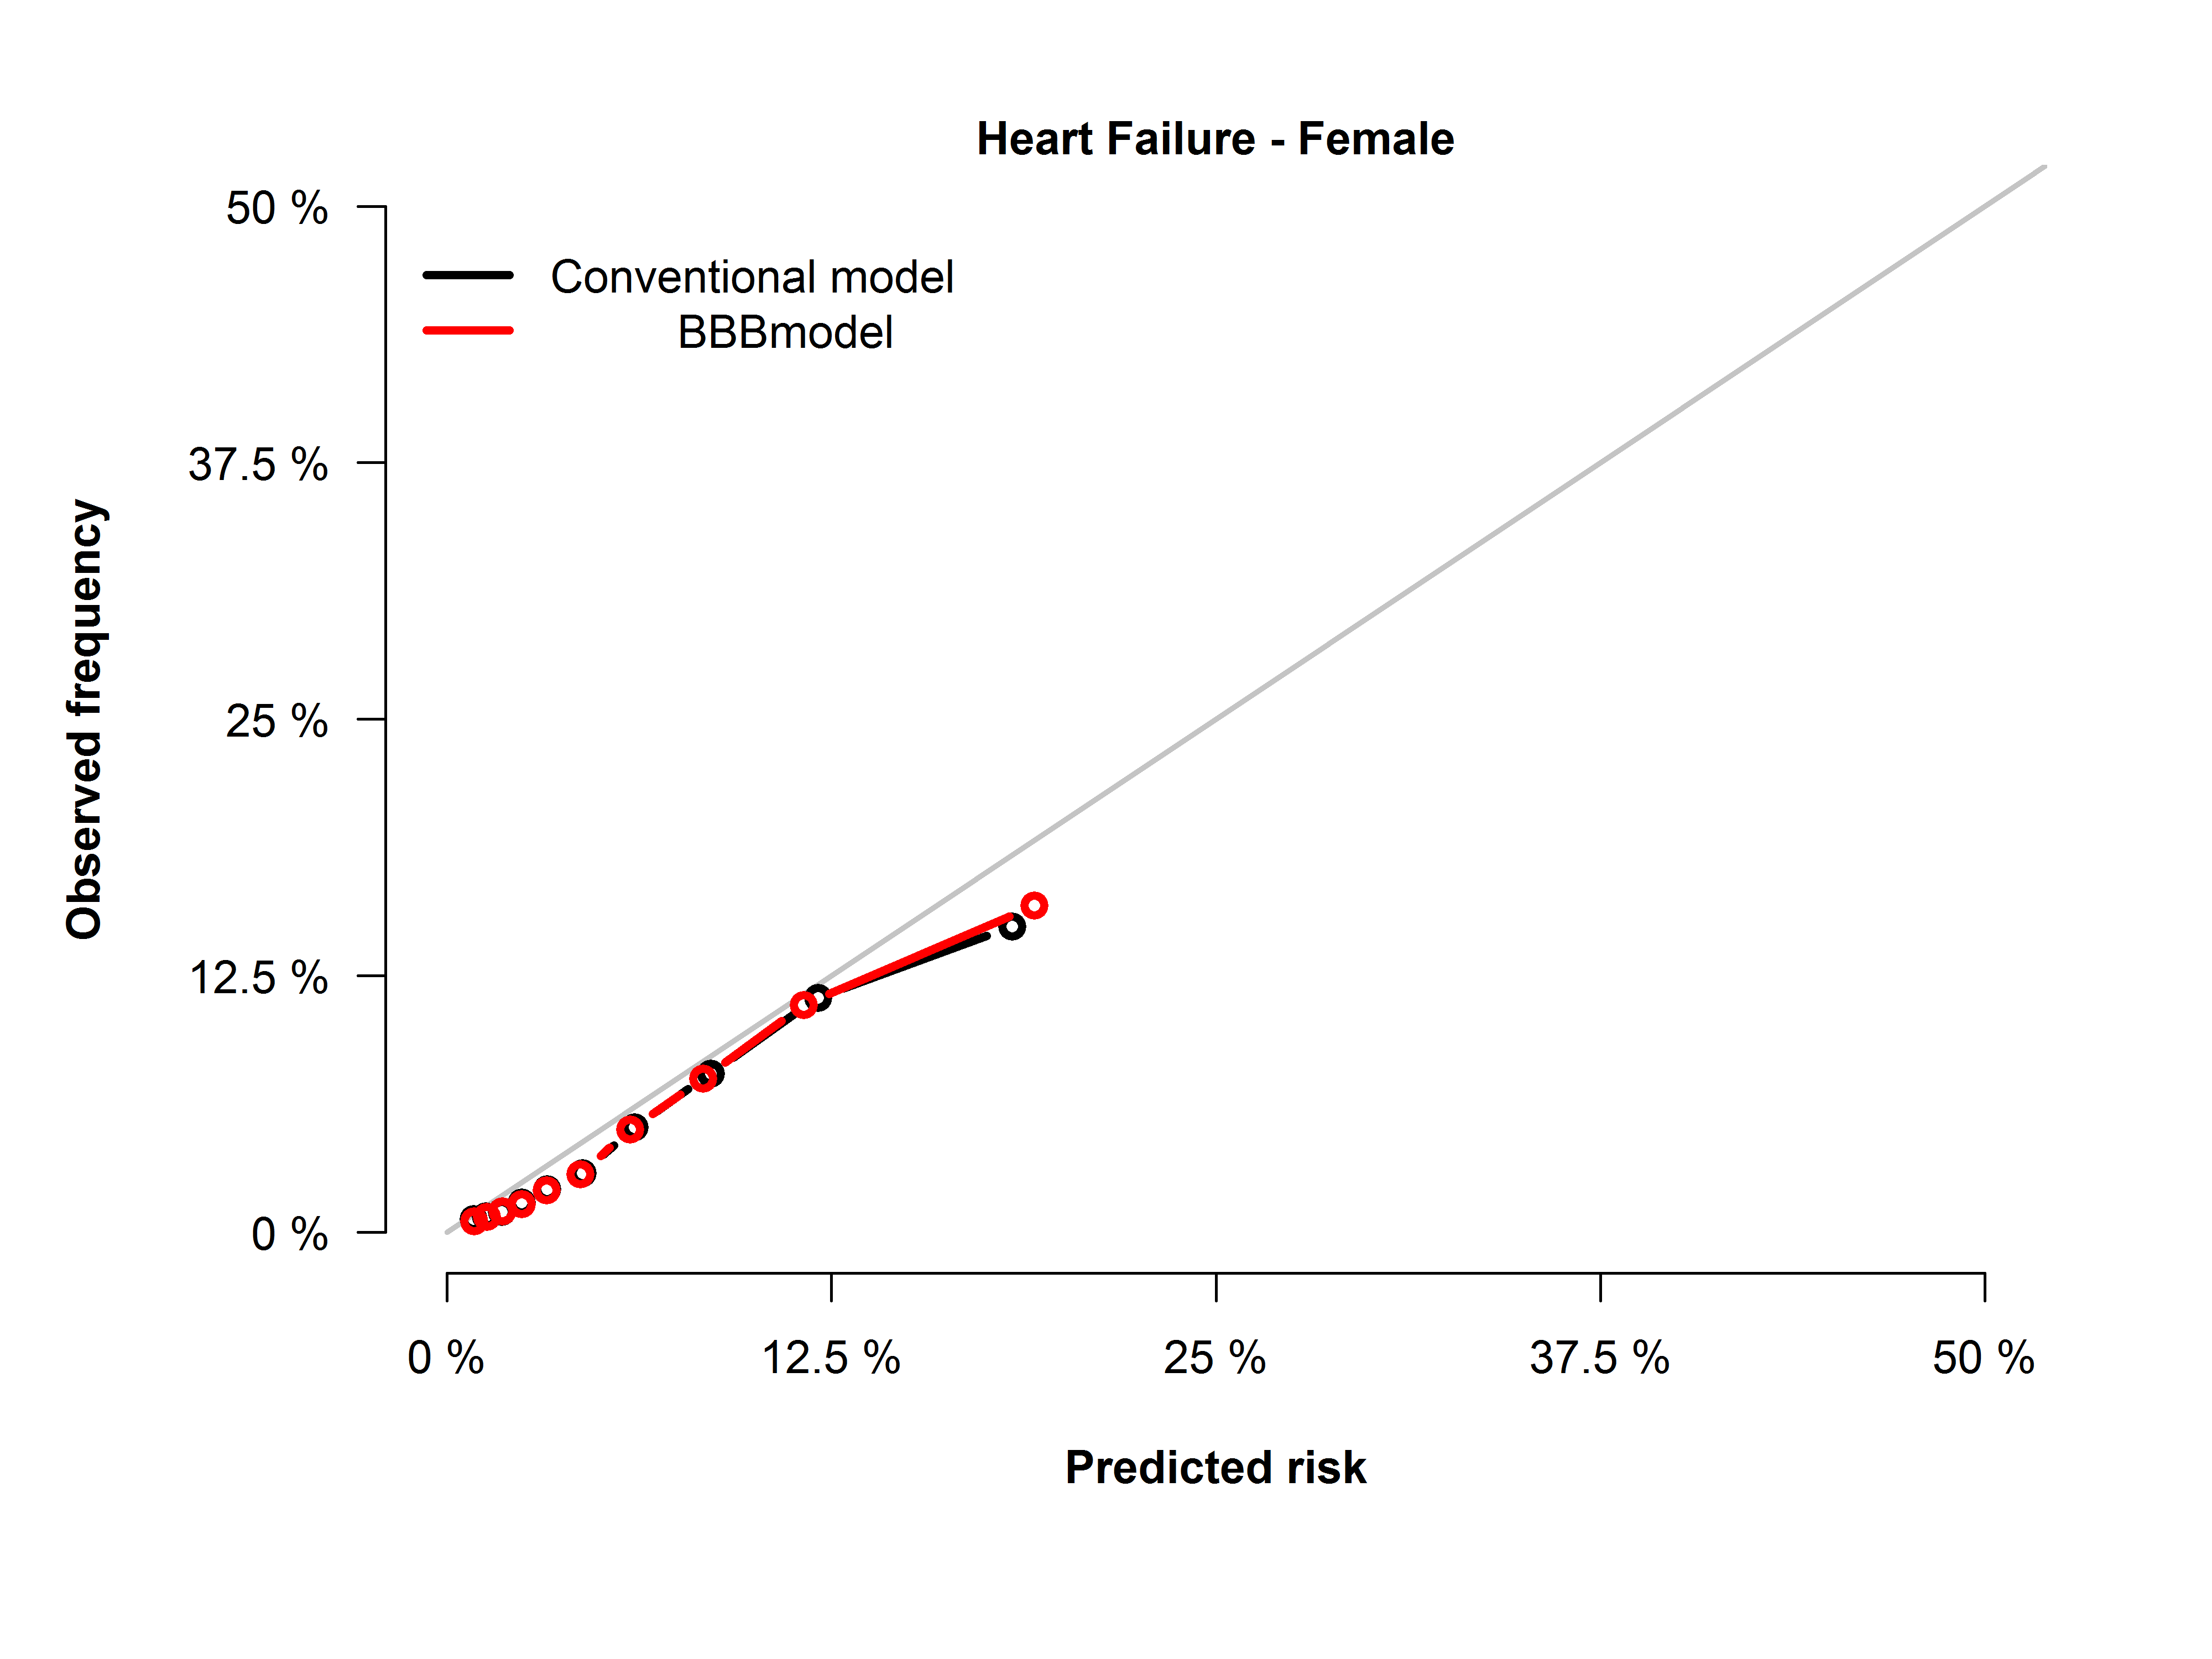 Heart Failure - Female
50 %
37.5 %
25 %
12.5 %
0 %
Conventional model
BBBmodel
Observed frequency
0 %
12.5 %
25 %
37.5 %
50 %
Predicted risk